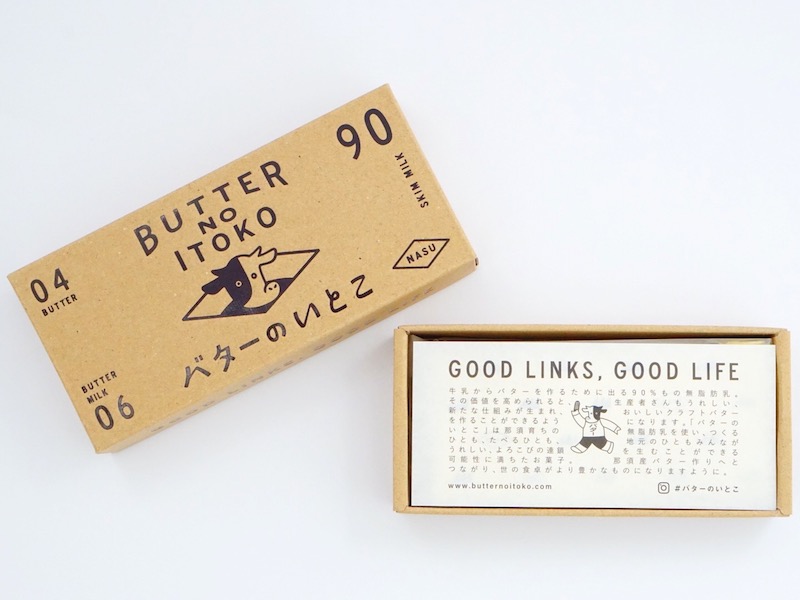 90
SKIM MILK
BUTTER
NO
ITOKO
04
BUTTER
NASU
バターのいとこ
BUTTER
MILK
06
GOOD LINKS, GOOD LIFE
牛乳からバターを作るために出る90%もの無脂肪乳。
その価値を高められると、生産者さんもうれしい、
新たな仕組みが生まれ、おいしいクラフトバター
を作ることができるようになります。「バターの
いとこ」は那須育ちの無脂肪乳を使い、つくる
ひとも、たべるひとも、地元のひともみんなが
うれしい、よろこびの連鎖を生むことができる
可能性に満ちたお菓子。那須産バター作りへと
つながり、世の食卓がより豊かなものになりますように。
www.butternoitoko.com
#バターのいとこ